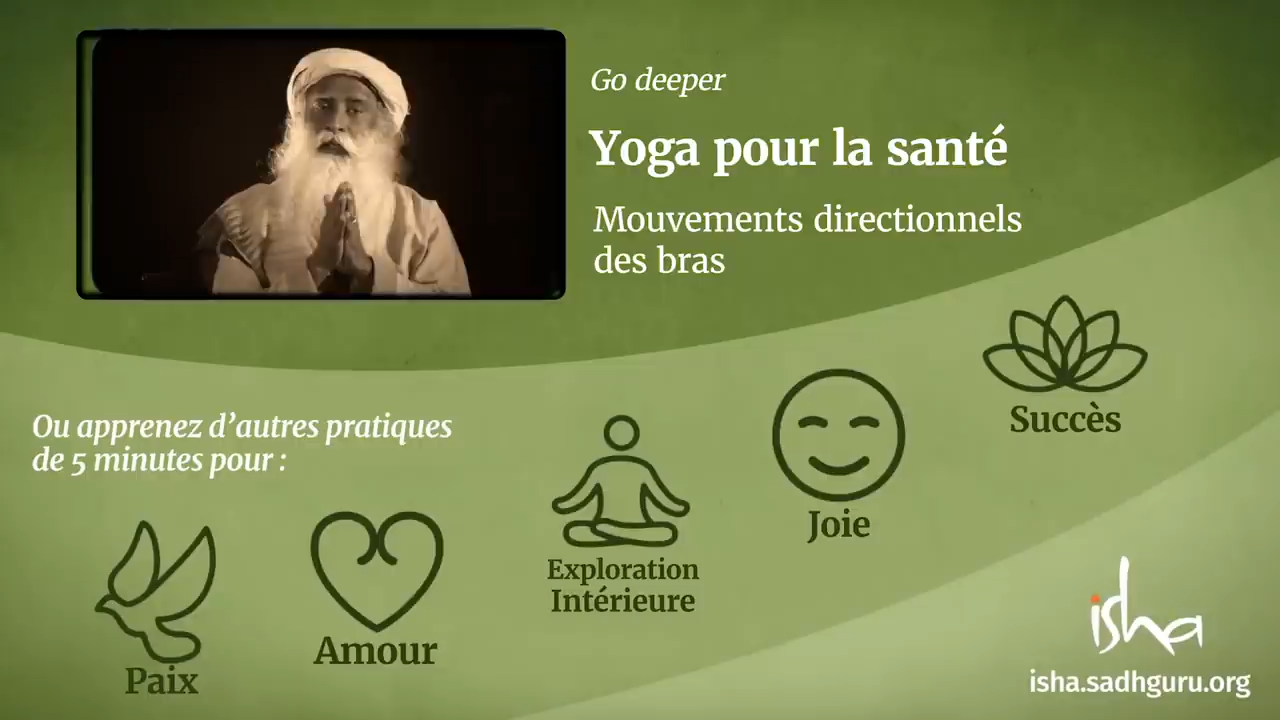 Go deeper
Yoga pour la santé
Mouvements directionnels
des bras
Ou apprenez d’autres pratiques
de 5 minutes pour :
Succès
Joie
Exploration
Intérieure
Amour
Paix
isha
isha.sadhguru.org